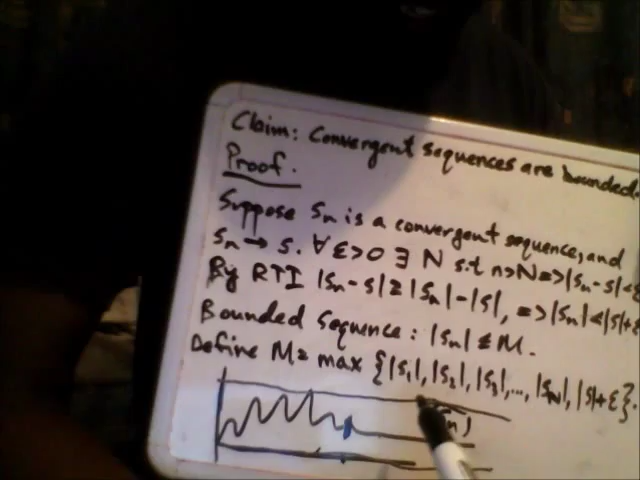 Claim: Convergent sequences are bounded.
Proof.
Suppose Sn is a convergent sequence, and
Sn → S. ∀ ε>0 ∃ N s.t n>N => |Sn - S| < ε
By RTI |Sn - S| ≥ |Sn| - |S|, => |Sn| < |S| + ε
Bounded Sequence: |Sn| ≤ M.
Define M = max {|S1|, |S2|, |S3|, ..., |SN|, |S|+ε}.